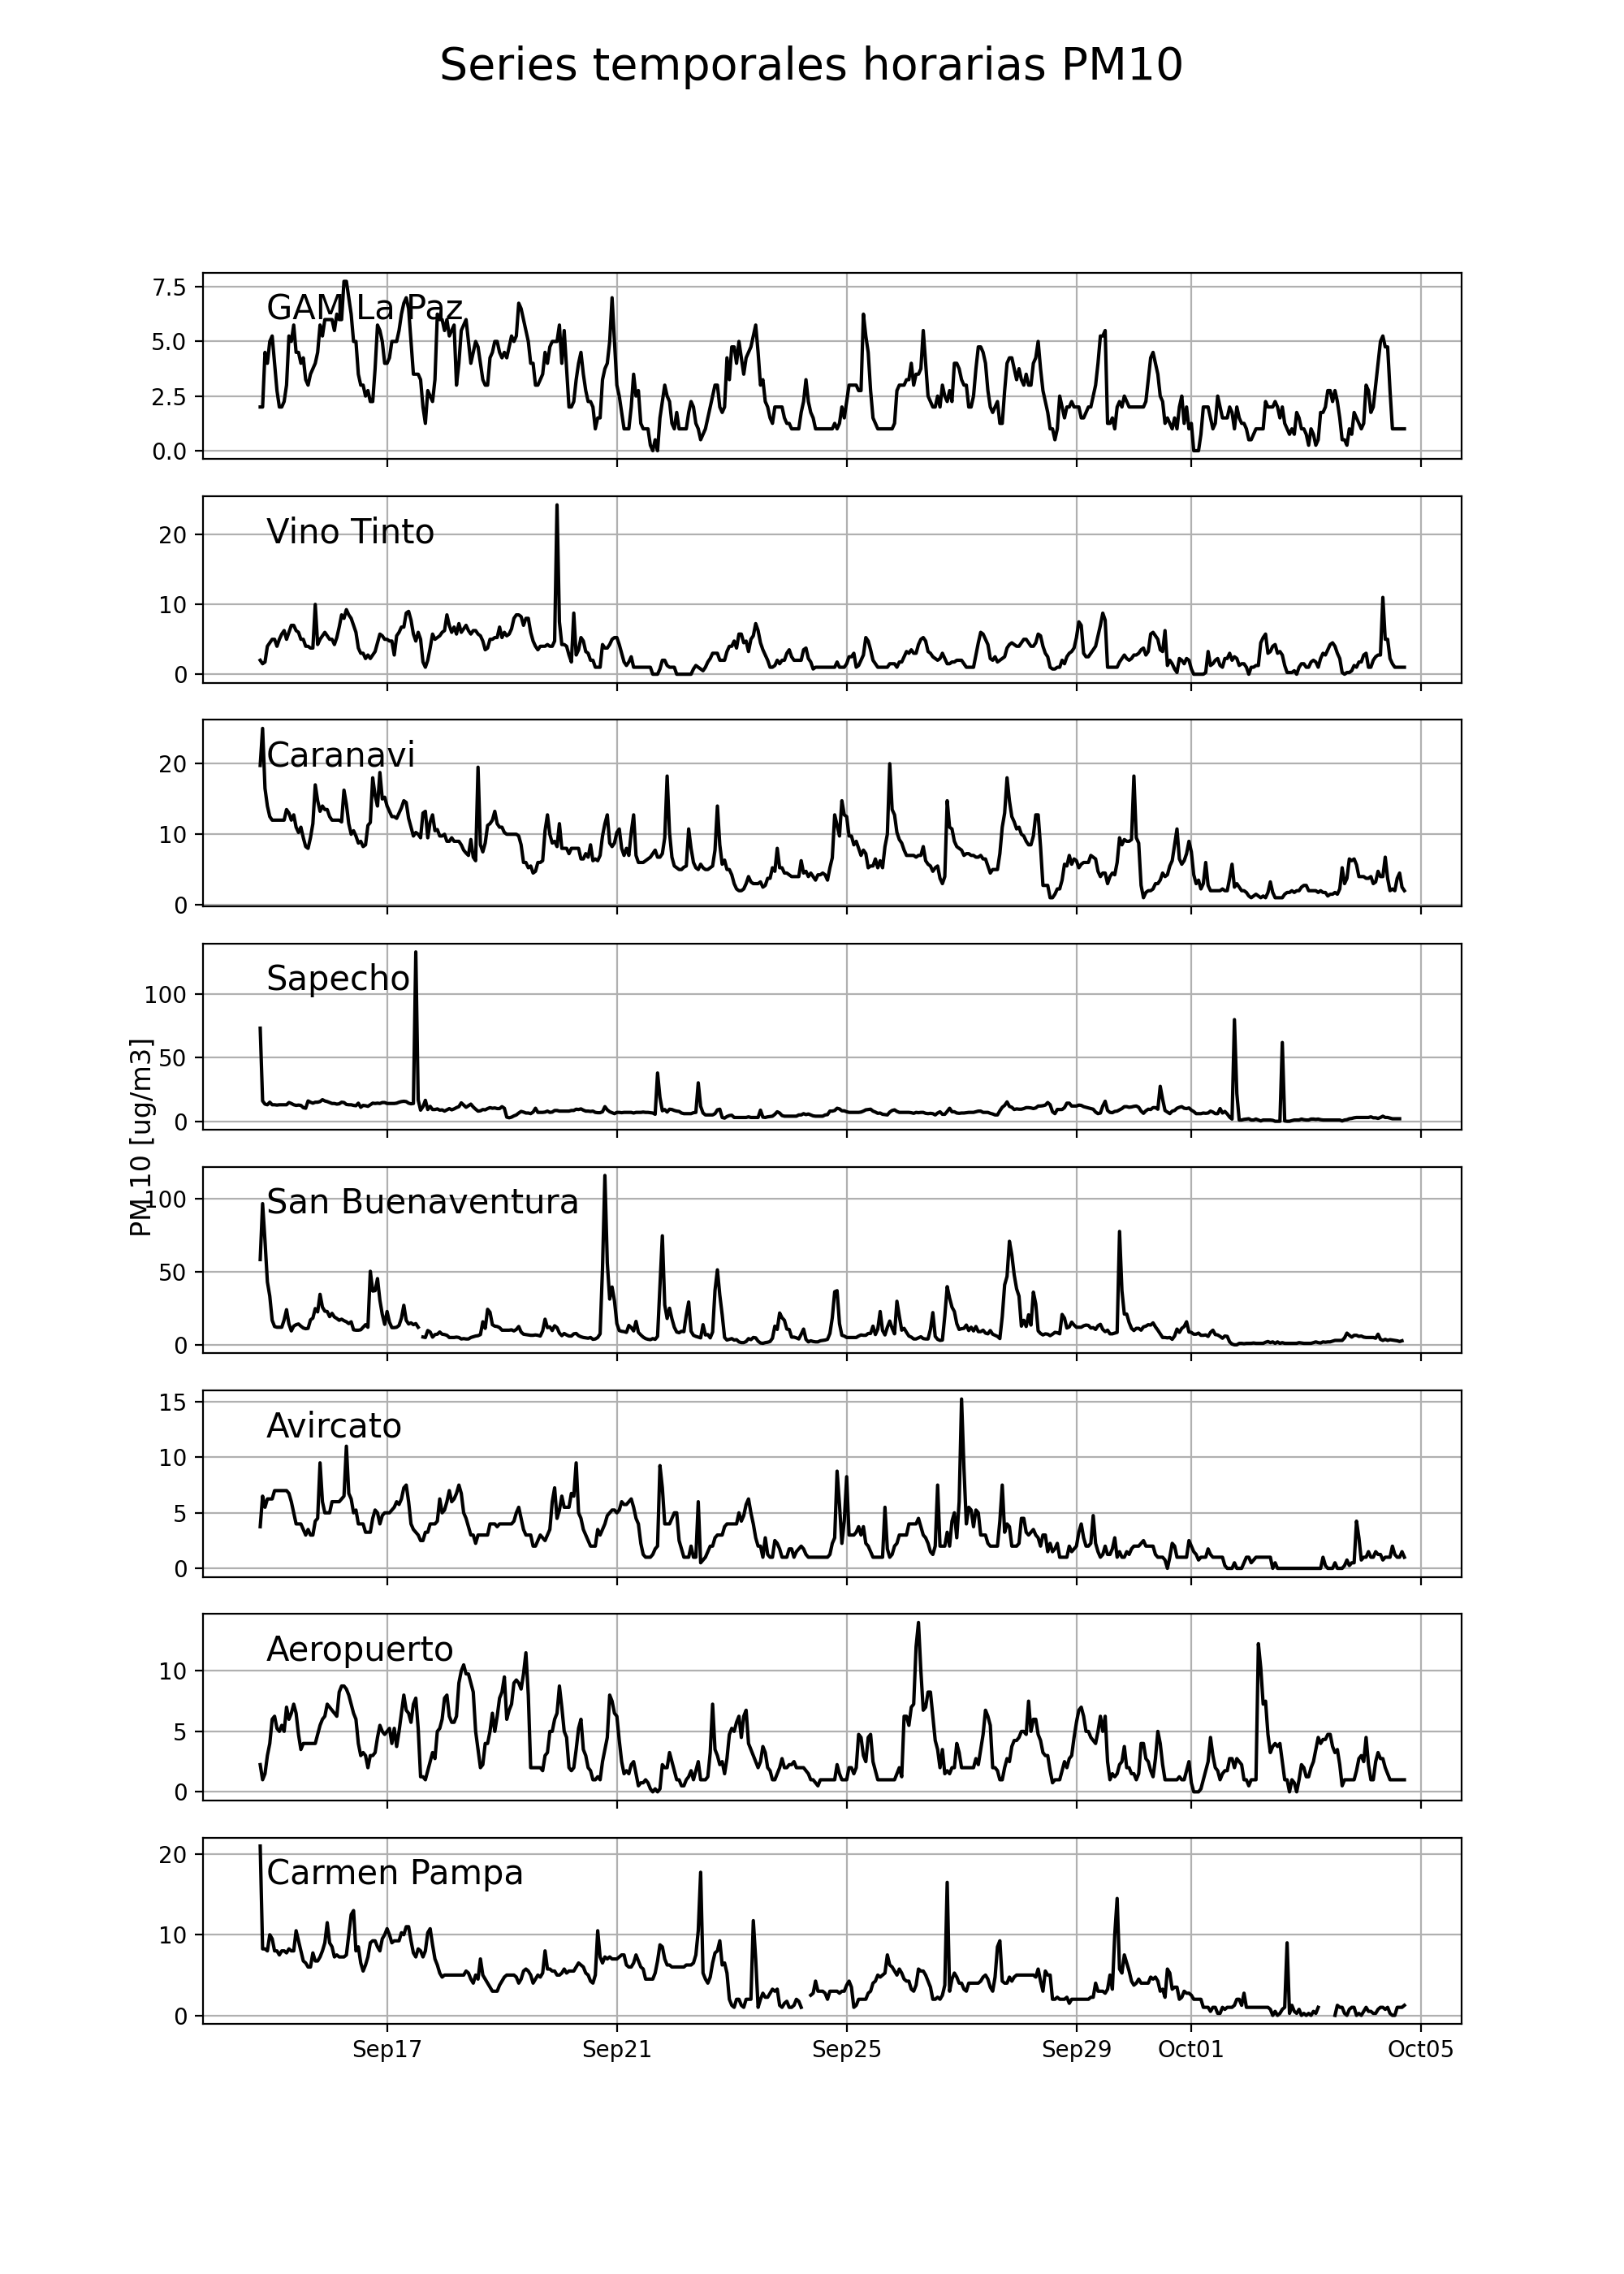 Series temporales horarias PM10
GAM La Paz
7.5
5.0
2.5
0.0
Vino Tinto
20
10
0
Caranavi
20
10
0
Sapecho
100
50
0
PM 10 [ug/m3]
San Buenaventura
100
50
0
Avircato
15
10
5
0
Aeropuerto
10
5
0
Carmen Pampa
20
10
0
Sep17 Sep21 Sep25 Sep29 Oct01 Oct05